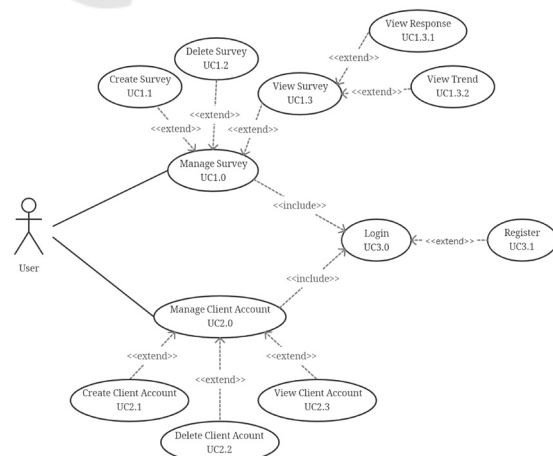 View Response
UC1.3.1
Delete Survey
UC1.2
<<extend>>
Create Survey
UC1.1
View Survey
UC1.3
<<extend>>
View Trend
UC1.3.2
<<extend>>
<<extend>>
<<extend>>
Manage Survey
UC1.0
<<include>>
Login
UC3.0
<<extend>>
Register
UC3.1
User
<<include>>
Manage Client Account
UC2.0
<<extend>>
<<extend>>
<<extend>>
Create Client Account
UC2.1
View Client Account
UC2.3
Delete Client Acount
UC2.2